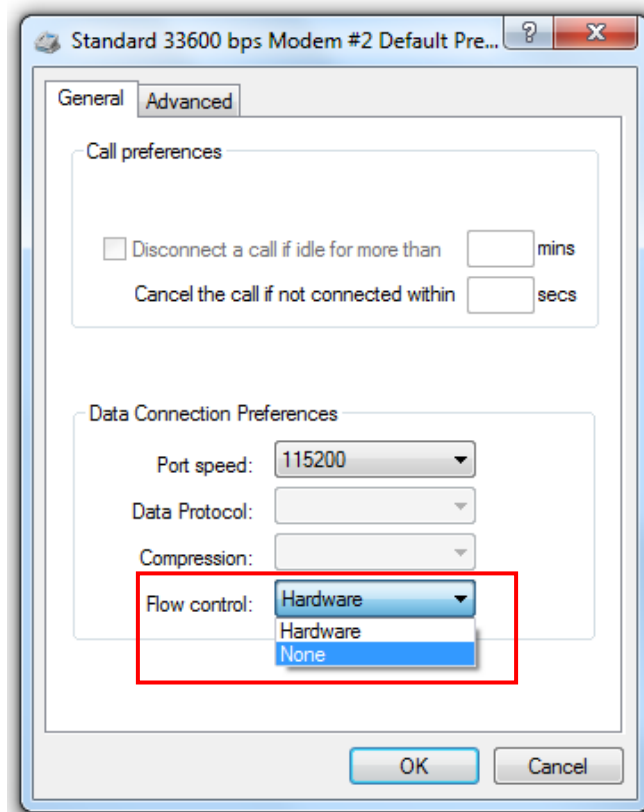 Standard 33600 bps Modem #2 Default Pre...
General Advanced
Call preferences
Disconnect a call if idle for more than mins
Cancel the call if not connected within secs
Data Connection Preferences
Port speed: 115200
Data Protocol:
Compression:
Flow control: Hardware
Hardware
None
OK Cancel